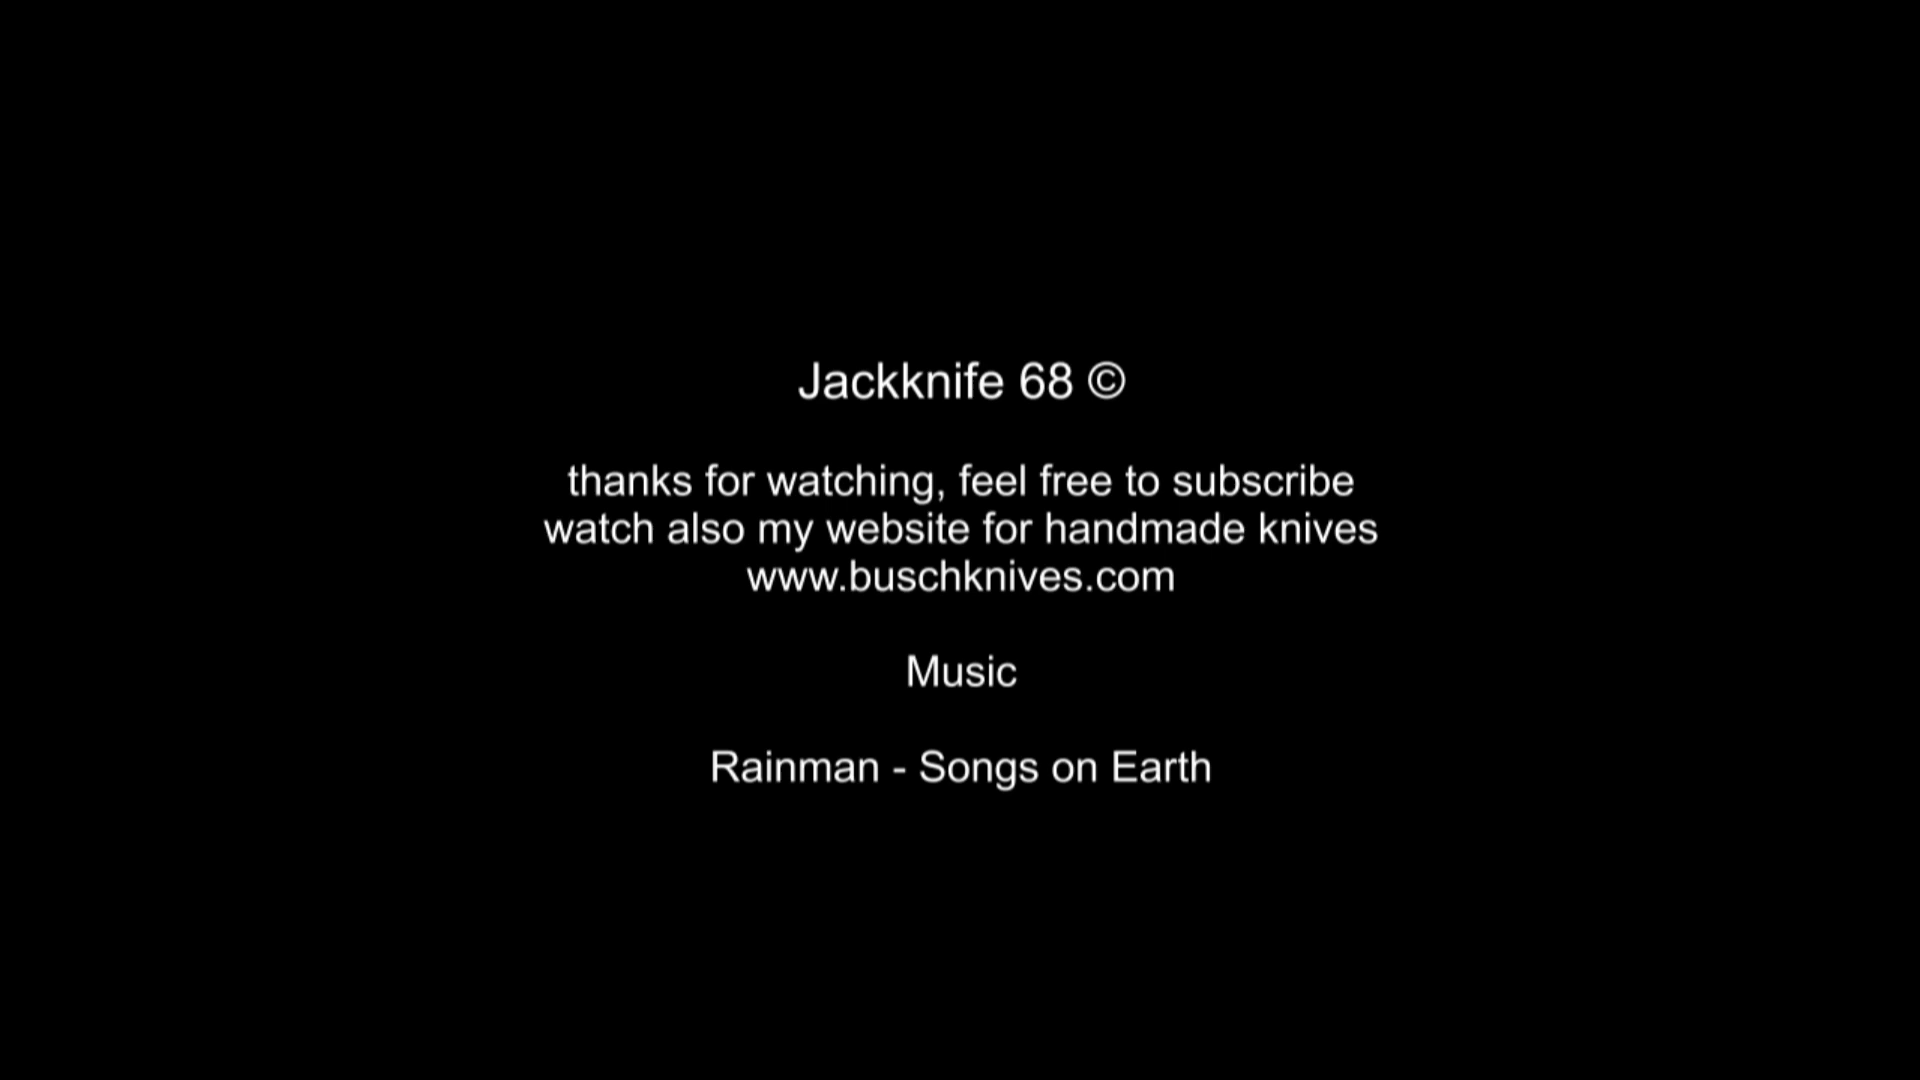 Jackknife 68 ©
thanks for watching, feel free to subscribe
watch also my website for handmade knives
www.buschknives.com
Music
Rainman - Songs on Earth